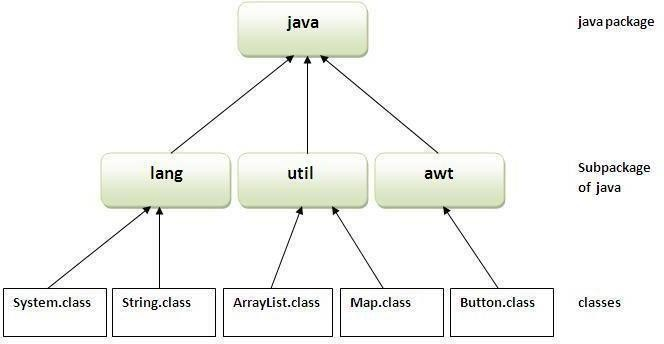 java
java package
lang
util
awt
Subpackage
of java
System.class
String.class
ArrayList.class
Map.class
Button.class
classes